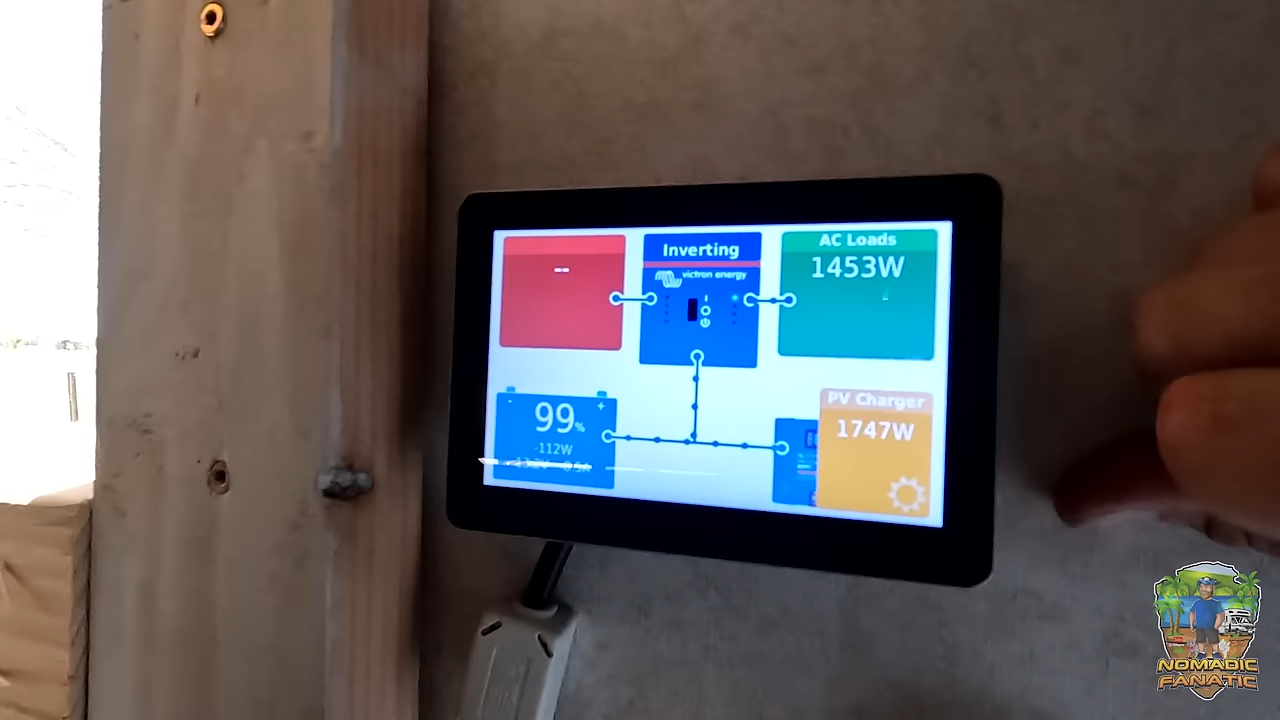 --
Inverting
victron energy
AC Loads
1453W
99%
-112W
PV Charger
1747W
NOMADIC
FANATIC